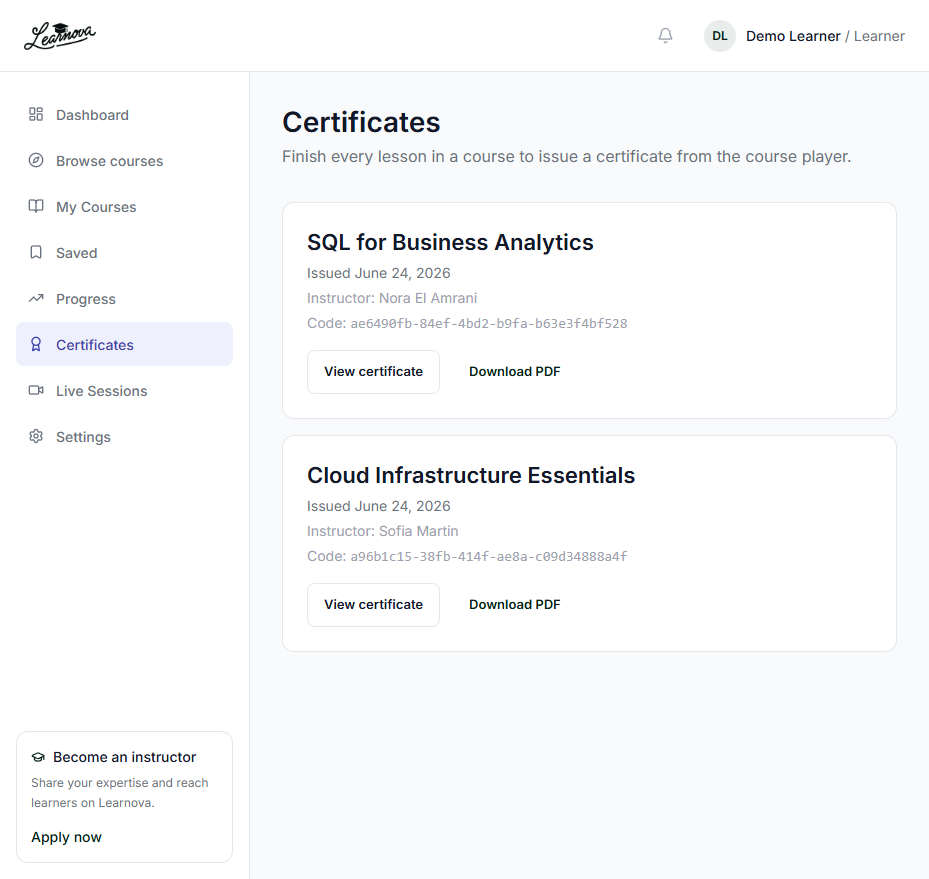 Learnova
DL
Demo Learner / Learner
Dashboard
Browse courses
My Courses
Saved
Progress
Certificates
Live Sessions
Settings
Become an instructor
Share your expertise and reach
learners on Learnova.
Apply now
Certificates
Finish every lesson in a course to issue a certificate from the course player.
SQL for Business Analytics
Issued June 24, 2026
Instructor: Nora El Amrani
Code: ae6490fb-84ef-4bd2-b9fa-b63e3f4bf528
View certificate
Download PDF
Cloud Infrastructure Essentials
Issued June 24, 2026
Instructor: Sofia Martin
Code: a96b1c15-38fb-414f-ae8a-c09d34888a4f
View certificate
Download PDF